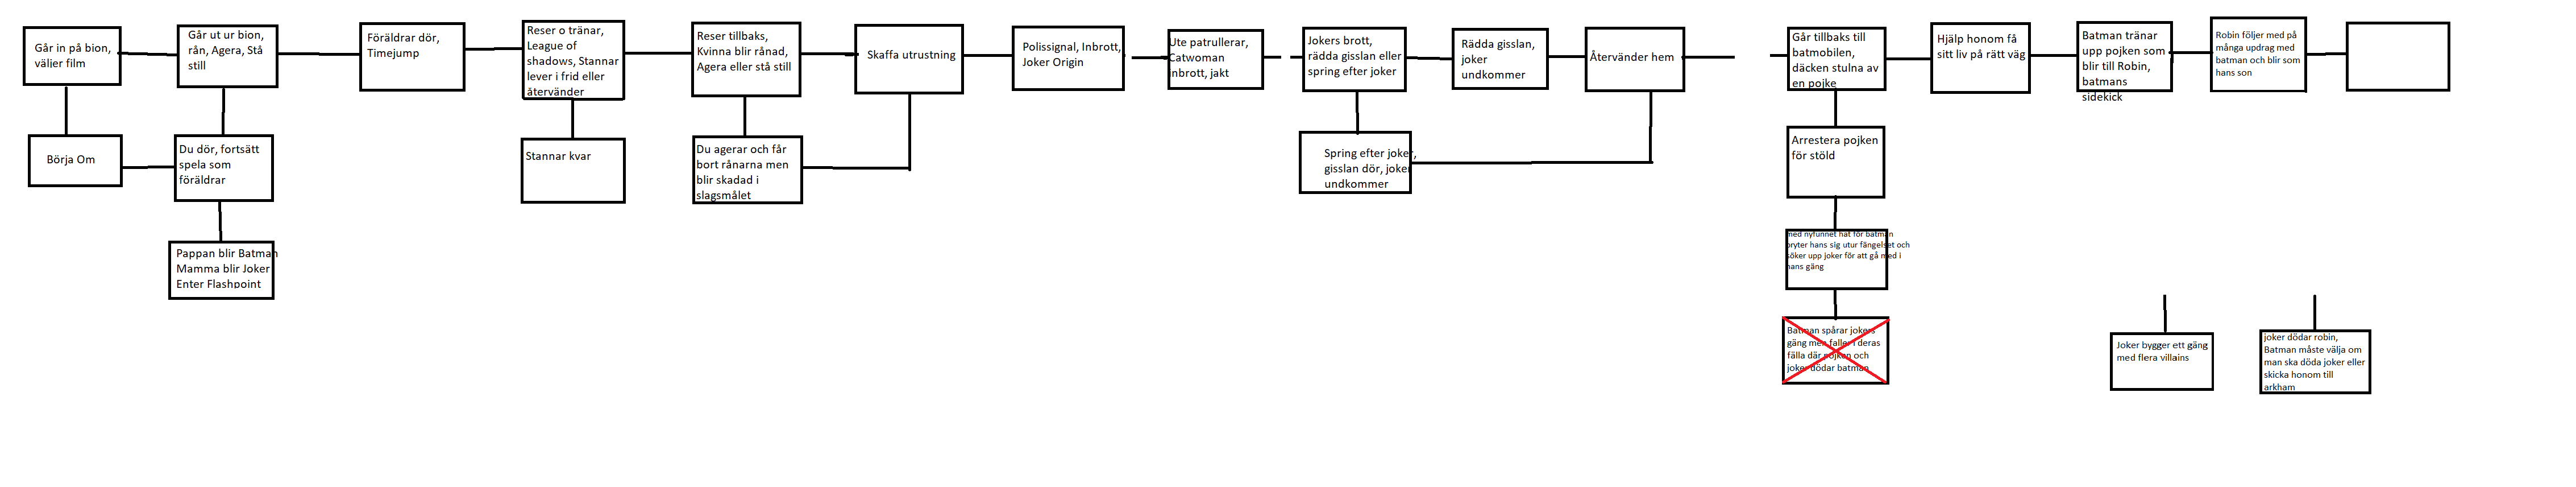 Går in på bion,
väljer film
Går ut ur bion,
rån, Agera, Stå
still
Föräldrar dör,
Timejump
Reser o tränar,
League of
shadows, Stannar
lever i frid eller
återvänder
Reser tillbaks,
Kvinna blir rånad,
Agera eller stå still
Skaffa utrustning
Polissignal, Inbrott,
Joker Origin
Ute patrullerar,
Catwoman
inbrott, jakt
Jokers brott,
rädda gisslan eller
spring efter joker
Rädda gisslan,
joker
undkommer
Återvänder hem
Går tillbaks till
batmobilen,
däcken stulna av
en pojke
Hjälp honom få
sitt liv på rätt väg
Batman tränar
upp pojken som
blir till Robin,
batmans
sidekick
Robin följer med på
många updrag med
batman och blir som
hans son
Börja Om
Du dör, fortsätt
spela som
föräldrar
Stannar kvar
Du agerar och får
bort rånarna men
blir skadad i
slagsmålet
Spring efter joker,
gisslan dör, joker
undkommer
Arrestera pojken
för stöld
Pappan blir Batman
Mamma blir Joker
Enter Flashpoint
med nyfunnet hat för batman
bryter hans sig utur fängelset och
söker upp joker för att gå med i
hans gäng
Batman spårar jokers
gäng men faller i deras
fälla där pojken och
joker dödar batman
Joker bygger ett gäng
med flera villains
joker dödar robin,
Batman måste välja om
man ska döda joker eller
skicka honom till
arkham